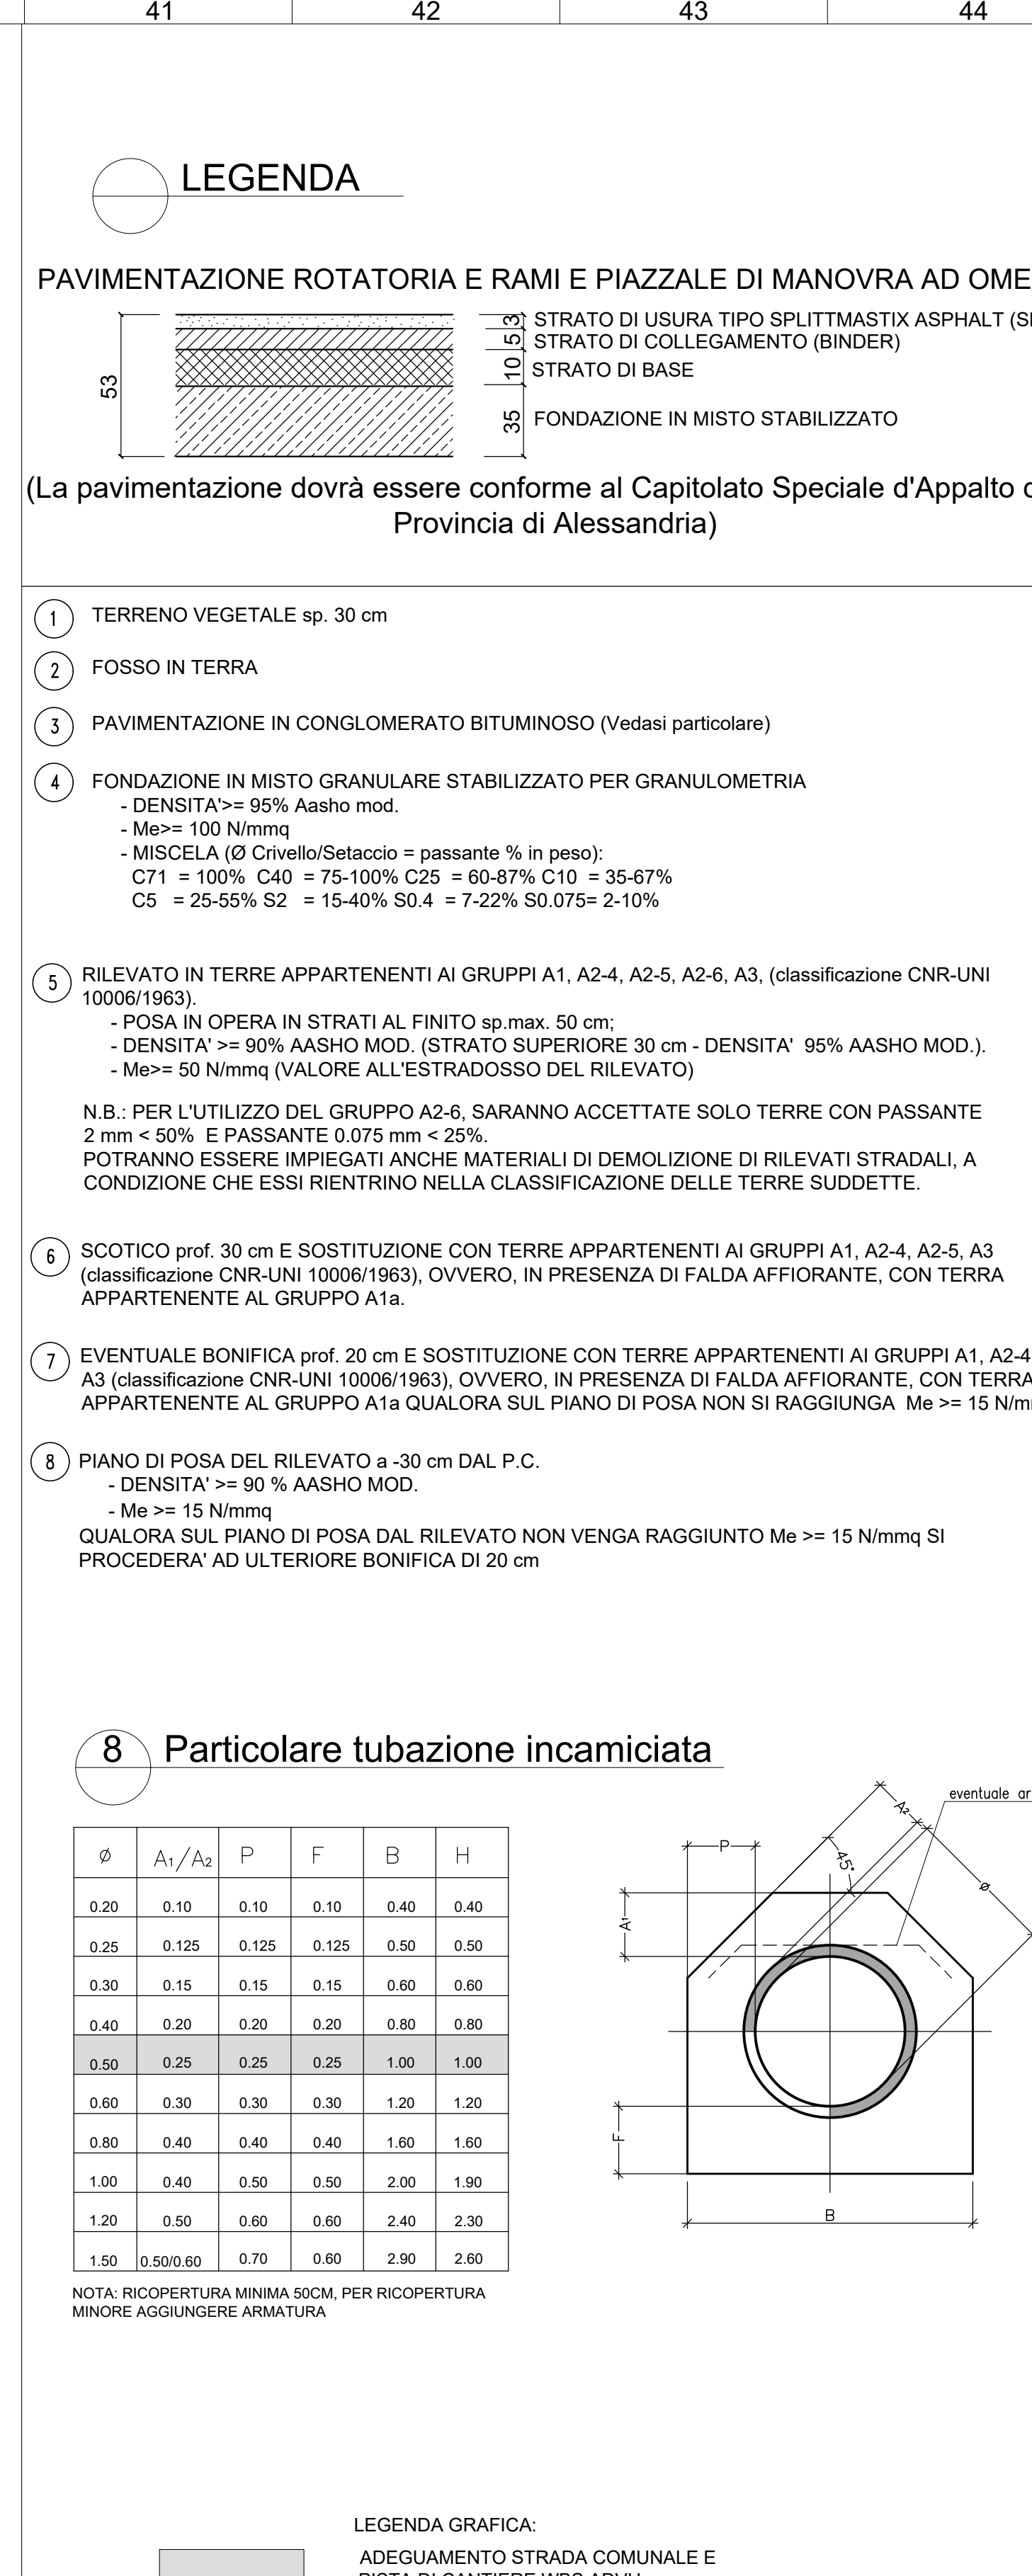 41 42 43 44
LEGENDA
PAVIMENTAZIONE ROTATORIA E RAMI E PIAZZALE DI MANOVRA AD
53
3 STRATO DI USURA TIPO SPLITTMASTIX ASPHALT
5 STRATO DI COLLEGAMENTO (BINDER)
10 STRATO DI BASE
35 FONDAZIONE IN MISTO STABILIZZATO
(La pavimentazione dovrà essere conforme al Capitolato Speciale d'Appalto
Provincia di Alessandria)
1 TERRENO VEGETALE sp. 30 cm
2 FOSSO IN TERRA
3 PAVIMENTAZIONE IN CONGLOMERATO BITUMINOSO (Vedasi particolare)
4 FONDAZIONE IN MISTO GRANULARE STABILIZZATO PER GRANULOMETRIA
- DENSITA'>= 95% Aasho mod.
- Me>= 100 N/mmq
- MISCELA (Ø Crivello/Setaccio = passante % in peso):
C71 = 100% C40 = 75-100% C25 = 60-87% C10 = 35-67%
C5 = 25-55% S2 = 15-40% S0.4 = 7-22% S0.075= 2-10%
5 RILEVATO IN TERRE APPARTENENTI AI GRUPPI A1, A2-4, A2-5, A2-6, A3, (classificazione CNR-UNI
10006/1963).
- POSA IN OPERA IN STRATI AL FINITO sp.max. 50 cm;
- DENSITA' >= 90% AASHO MOD. (STRATO SUPERIORE 30 cm - DENSITA' 95% AASHO MOD.).
- Me>= 50 N/mmq (VALORE ALL'ESTRADOSSO DEL RILEVATO)
N.B.: PER L'UTILIZZO DEL GRUPPO A2-6, SARANNO ACCETTATE SOLO TERRE CON PASSANTE
2 mm < 50% E PASSANTE 0.075 mm < 25%.
POTRANNO ESSERE IMPIEGATI ANCHE MATERIALI DI DEMOLIZIONE DI RILEVATI STRADALI, A
CONDIZIONE CHE ESSI RIENTRINO NELLA CLASSIFICAZIONE DELLE TERRE SUDDETTE.
6 SCOTICO prof. 30 cm E SOSTITUZIONE CON TERRE APPARTENENTI AI GRUPPI A1, A2-4, A2-5, A3
(classificazione CNR-UNI 10006/1963), OVVERO, IN PRESENZA DI FALDA AFFIORANTE, CON TERRA
APPARTENENTE AL GRUPPO A1a.
7 EVENTUALE BONIFICA prof. 20 cm E SOSTITUZIONE CON TERRE APPARTENENTI AI GRUPPI A1, A2-4
A3 (classificazione CNR-UNI 10006/1963), OVVERO, IN PRESENZA DI FALDA AFFIORANTE, CON TERRA
APPARTENENTE AL GRUPPO A1a QUALORA SUL PIANO DI POSA NON SI RAGGIUNGA Me >= 15
8 PIANO DI POSA DEL RILEVATO a -30 cm DAL P.C.
- DENSITA' >= 90 % AASHO MOD.
- Me >= 15 N/mmq
QUALORA SUL PIANO DI POSA DAL RILEVATO NON VENGA RAGGIUNTO Me >= 15 N/mmq SI
PROCEDERA' AD ULTERIORE BONIFICA DI 20 cm
8 Particolare tubazione incamiciata
ø A1/A2 P F B H
0.20 0.10 0.10 0.10 0.40 0.40
0.25 0.125 0.125 0.125 0.50 0.50
0.30 0.15 0.15 0.15 0.60 0.60
0.40 0.20 0.20 0.20 0.80 0.80
0.50 0.25 0.25 0.25 1.00 1.00
0.60 0.30 0.30 0.30 1.20 1.20
0.80 0.40 0.40 0.40 1.60 1.60
1.00 0.40 0.50 0.50 2.00 1.90
1.20 0.50 0.60 0.60 2.40 2.30
1.50 0.50/0.60 0.70 0.60 2.90 2.60
NOTA: RICOPERTURA MINIMA 50CM, PER RICOPERTURA
MINORE AGGIUNGERE ARMATURA
eventuale
A2
P
45°
ø
A1
F
B
LEGENDA GRAFICA:
ADEGUAMENTO STRADA COMUNALE E